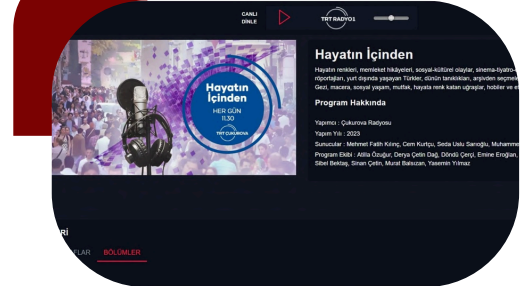 CANLI
DİNLE
TRT RADYO1
Hayatın
İçinden
HER GÜN
11.30
TRT ÇUKUROVA
Hayatın İçinden
Hayatın renkleri, memleket hikâyeleri, sosyal-kültürel olaylar, sinema-tiyatro-
röportajları, yurt dışında yaşayan Türkler, dünün tanıklıkları, arşivden seçmele
Gezi, macera, sosyal yaşam, mutfak, hayata renk katan uğraşlar, hobiler ve et
Program Hakkında
Yapımcı : Çukurova Radyosu
Yapım Yılı : 2023
Sunucular : Mehmet Fatih Kılınç, Cem Kurtçu, Seda Uslu Sarıoğlu, Muhamme
Program Ekibi : Atilla Özuğur, Derya Çelin Dağ, Döndü Çerçi, Emine Eroğlan,
Sibel Bektaş, Sinan Çetin, Murat Balsızan, Yasemin Yılmaz
BÖLÜMLER